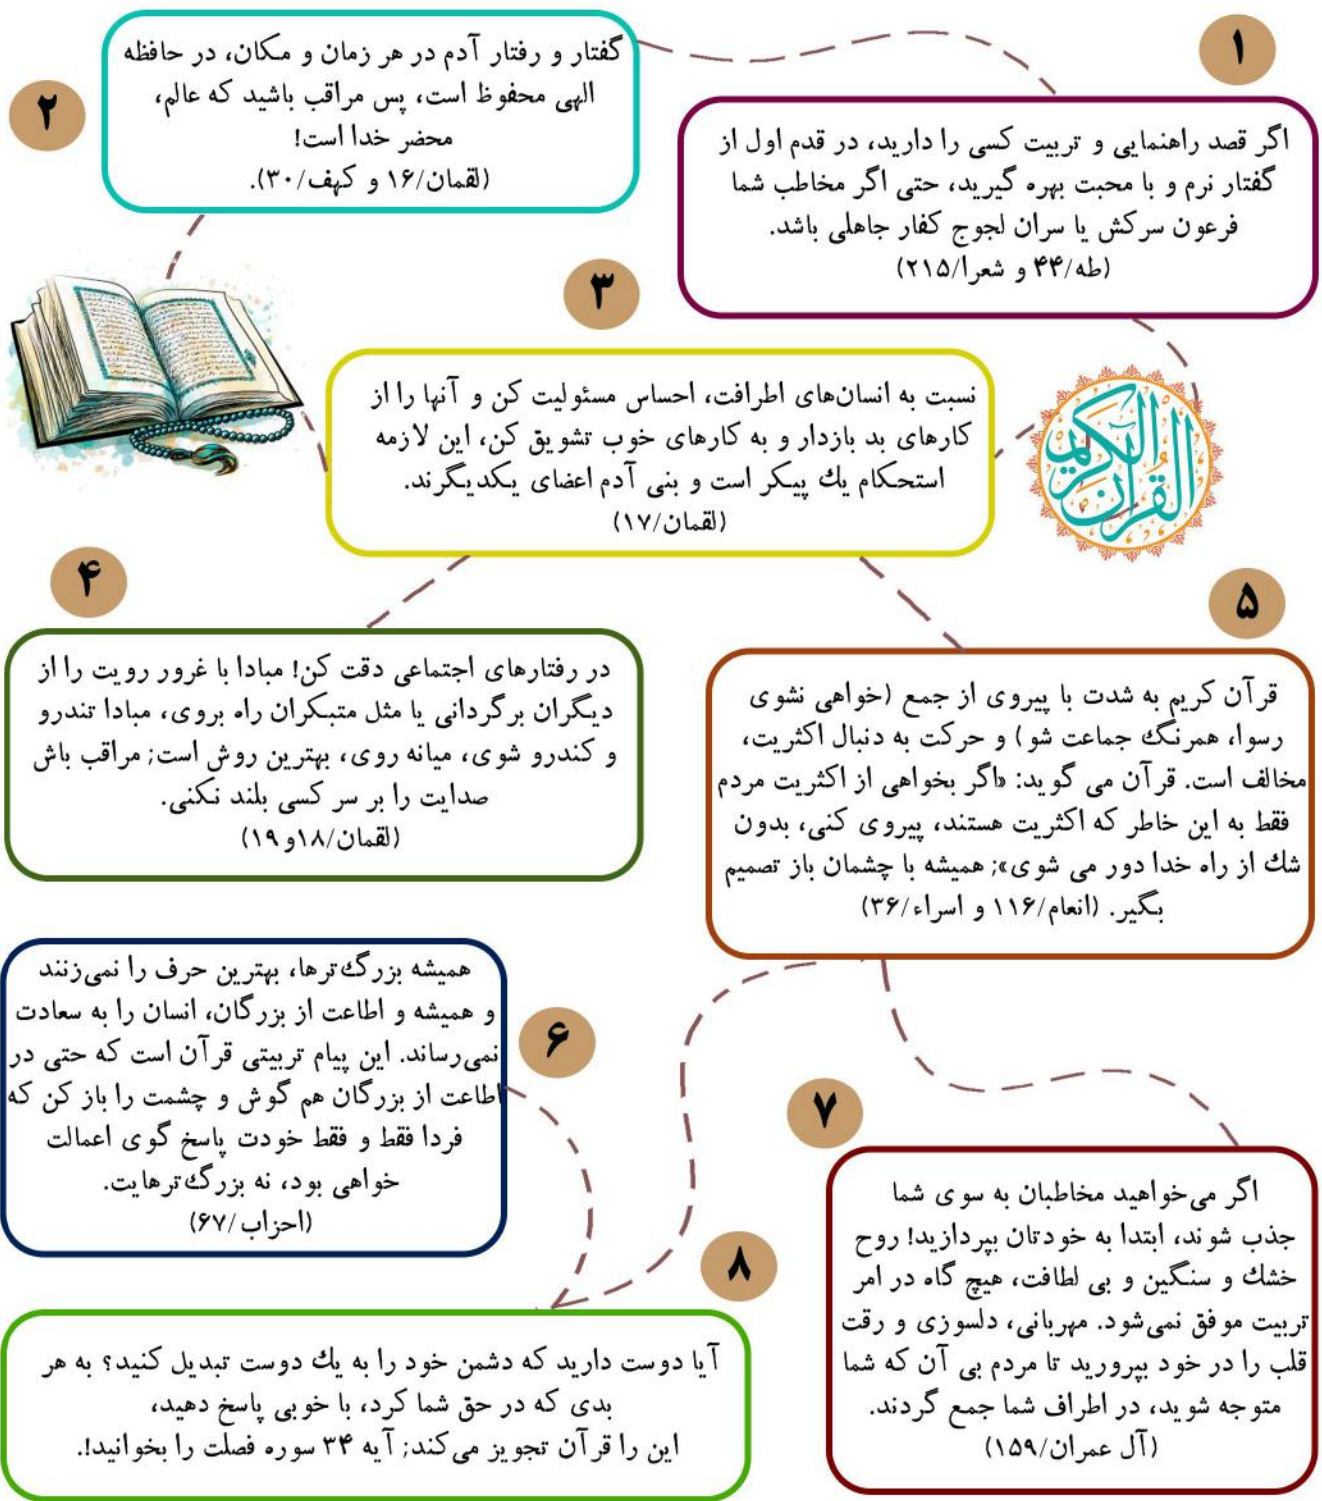 ۱
اگر قصد راهنمایی و تربیت کسی را دارید، در قدم اول از
گفتار نرم و با محبت بهره گیرید، حتی اگر مخاطب شما
فرعون سرکش یا سران لجوج کفار جاهلی باشد.
(طه/۴۴ و شعرا/۲۱۵)
۲
گفتار و رفتار آدم در هر زمان و مکان، در حافظه
الهی محفوظ است، پس مراقب باشید که عالم،
محضر خدا است!
(لقمان/۱۶ و کهف/۳۰).
۳
نسبت به انسان‌های اطرافت، احساس مسئولیت کن و آنها را از
کارهای بد بازدار و به کارهای خوب تشویق کن، این لازمه
استحکام یك پیکر است و بنی آدم اعضای یکدیگرند.
(لقمان/۱۷)
القرآن الكريم
۴
در رفتارهای اجتماعی دقت کن! مبادا با غرور رویت را از
دیگران برگردانی یا مثل متبکران راه بروی، مبادا تندرو
و کندرو شوی، میانه روی، بهترین روش است; مراقب باش
صدایت را بر سر کسی بلند نکنی.
(لقمان/۱۸و ۱۹)
۵
قرآن کریم به شدت با پیروی از جمع (خواهی نشوی
رسوا، همرنگ جماعت شو) و حرکت به دنبال اکثریت،
مخالف است. قرآن می گوید: «اگر بخواهی از اکثریت مردم
فقط به این خاطر که اکثریت هستند، پیروی کنی، بدون
شك از راه خدا دور می شوی»; همیشه با چشمان باز تصمیم
بگیر. (انعام/۱۱۶ و اسراء/۳۶)
۶
همیشه بزرگ‌ترها، بهترین حرف را نمی‌زنند
و همیشه و اطاعت از بزرگان، انسان را به سعادت
نمی‌رساند. این پیام تربیتی قرآن است که حتی در
اطاعت از بزرگان هم گوش و چشمت را باز کن که
فردا فقط و فقط خودت پاسخ گوی اعمالت
خواهی بود، نه بزرگ‌ترهایت.
(احزاب/۶۷)
۷
اگر می‌خواهید مخاطبان به سوی شما
جذب شوند، ابتدا به خودتان بپردازید! روح
خشك و سنگین و بی لطافت، هیچ گاه در امر
تربیت موفق نمی‌شود. مهربانی، دلسوزی و رقت
قلب را در خود بپرورید تا مردم بی آن که شما
متوجه شوید، در اطراف شما جمع گردند.
(آل عمران/۱۵۹)
۸
آیا دوست دارید که دشمن خود را به یك دوست تبدیل کنید؟ به هر
بدی که در حق شما کرد، با خوبی پاسخ دهید،
این را قرآن تجویز می‌کند; آیه ۳۴ سوره فصلت را بخوانید!.